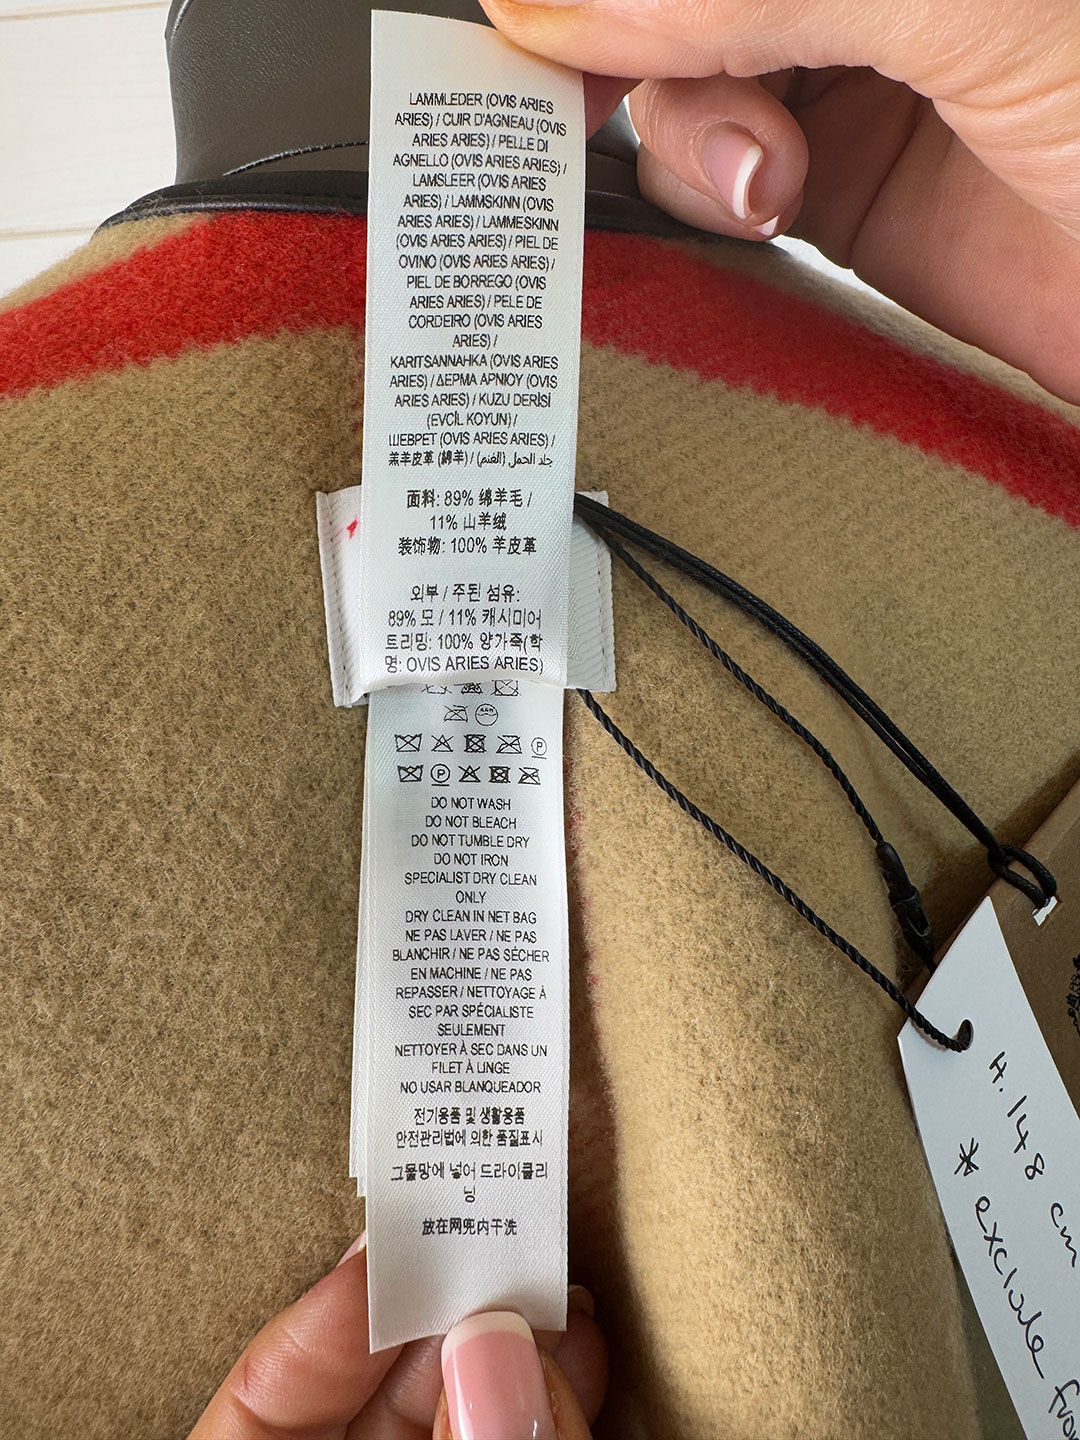 LAMMLEDER (OVIS ARIES
ARIES) / CUIR D'AGNEAU (OVIS
ARIES ARIES) / PELLE DI
AGNELLO (OVIS ARIES ARIES) /
LAMSLEER (OVIS ARIES
ARIES) / LAMMSKINN (OVIS
ARIES ARIES) / LAMMESKINN
(OVIS ARIES ARIES) / PIEL DE
OVINO (OVIS ARIES ARIES) /
PIEL DE BORREGO (OVIS
ARIES ARIES) / PELE DE
CORDEIRO (OVIS ARIES
ARIES) /
KARITSANNAHKA (OVIS ARIES
ARIES) / ΔΕΡΜΑ ΑΡΝΙΟΥ (OVIS
ARIES ARIES) / KUZU DERİSİ
(EVCİL KOYUN) /
ШЕВРЕТ (OVIS ARIES ARIES) /
羔羊皮革 (綿羊) / جلد الحمل (الغنم)
面料: 89% 绵羊毛 /
11% 山羊绒
装饰物: 100% 羊皮革
외부 / 주된 섬유:
89% 모 / 11% 캐시미어
트리밍: 100% 양가죽(학
명: OVIS ARIES ARIES)
P
P
DO NOT WASH
DO NOT BLEACH
DO NOT TUMBLE DRY
DO NOT IRON
SPECIALIST DRY CLEAN
ONLY
DRY CLEAN IN NET BAG
NE PAS LAVER / NE PAS
BLANCHIR / NE PAS SÉCHER
EN MACHINE / NE PAS
REPASSER / NETTOYAGE À
SEC PAR SPÉCIALISTE
SEULEMENT
NETTOYER À SEC DANS UN
FILET À LINGE
NO USAR BLANQUEADOR
전기용품 및 생활용품
안전관리법에 의한 품질표시
그물망에 넣어 드라이클리
닝
放在网兜内干洗
H. 148 cm
* exclude from